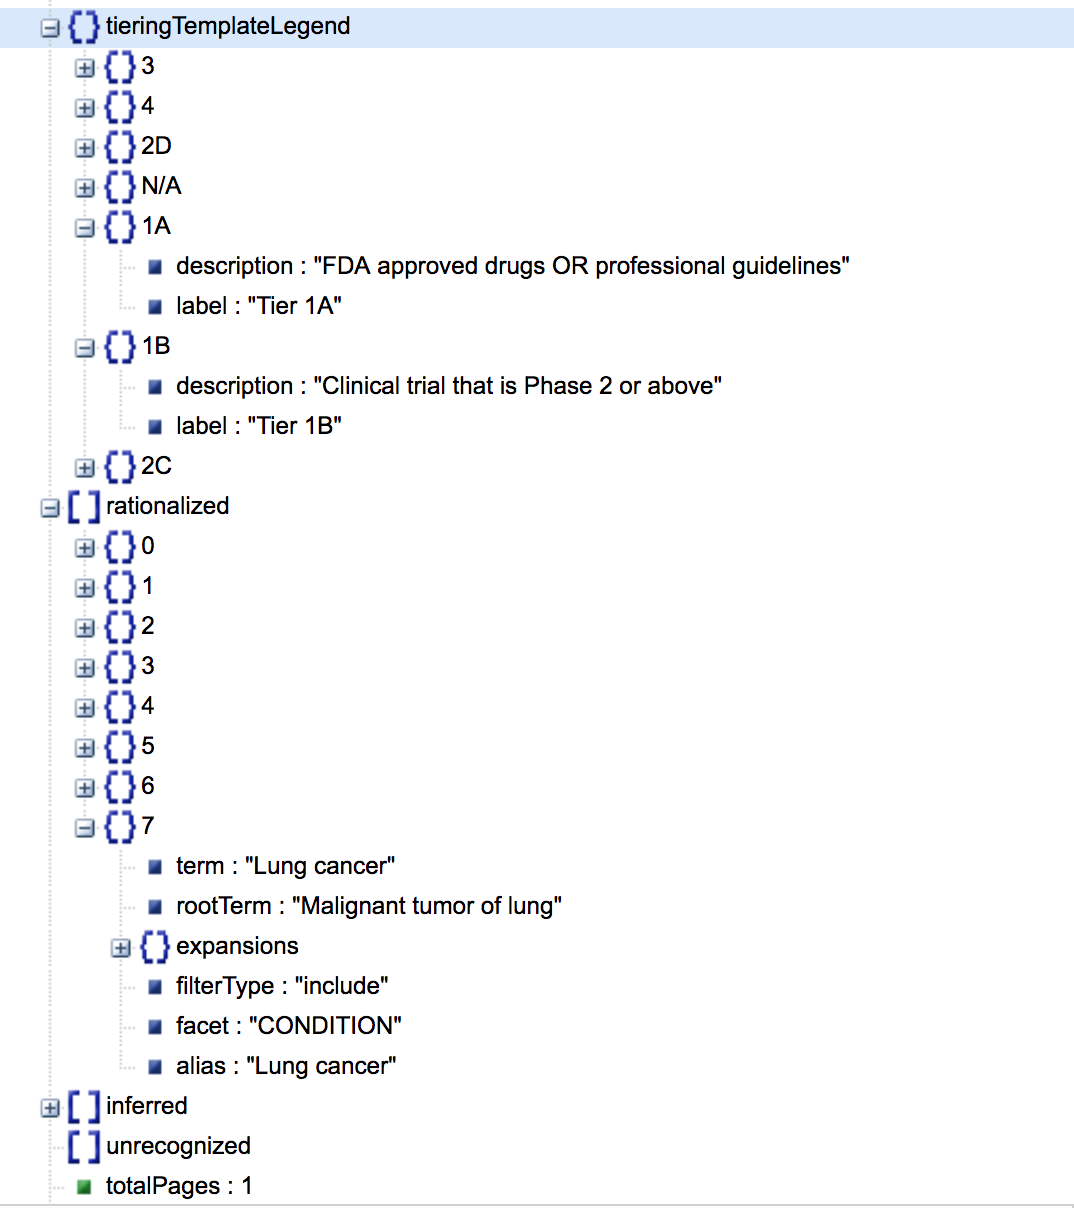 tieringTemplateLegend
3
4
2D
N/A
1A
description : "FDA approved drugs OR professional guidelines"
label : "Tier 1A"
1B
description : "Clinical trial that is Phase 2 or above"
label : "Tier 1B"
2C
rationalized
0
1
2
3
4
5
6
7
term : "Lung cancer"
rootTerm : "Malignant tumor of lung"
expansions
filterType : "include"
facet : "CONDITION"
alias : "Lung cancer"
inferred
unrecognized
totalPages : 1